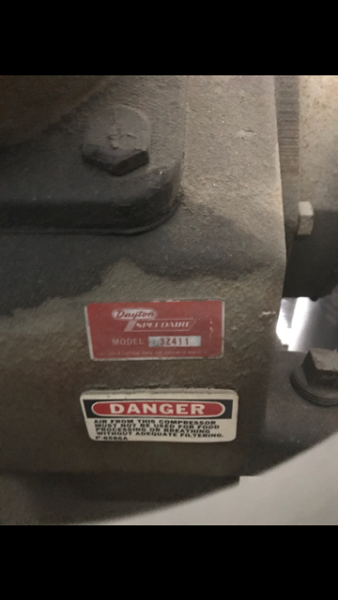 Dayton
SPEEDAIRE
MODEL 3Z411
DANGER
AIR FROM THIS COMPRESSOR
MUST NOT BE USED FOR FOOD
PROCESSING OR BREATHING
WITHOUT ADEQUATE FILTERING.